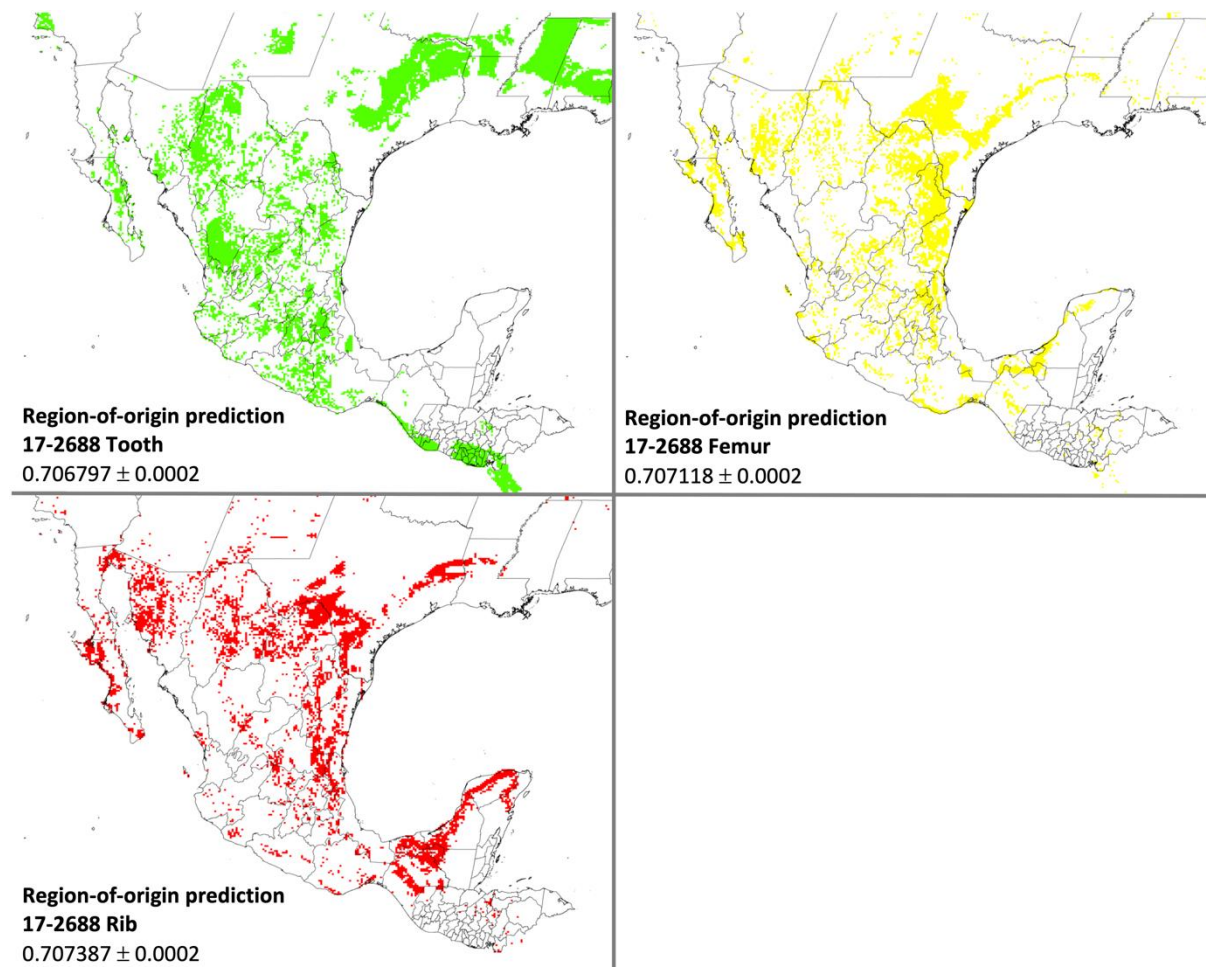 Region-of-origin prediction
17-2688 Tooth
0.706797 ± 0.0002
Region-of-origin prediction
17-2688 Femur
0.707118 ± 0.0002
Region-of-origin prediction
17-2688 Rib
0.707387 ± 0.0002